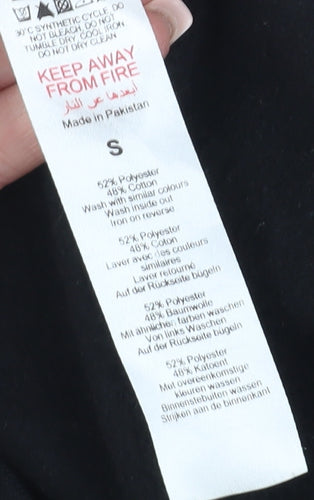 30°C SYNTHETIC CYCLE, DO
NOT BLEACH, DO NOT
TUMBLE DRY, COOL IRON
DO NOT DRY CLEAN
KEEP AWAY
FROM FIRE
ابعدها عن النار
Made in Pakistan
S
52% Polyester
48% Cotton
Wash with similar colours
Wash inside out
Iron on reverse
52% Polyester
48% Coton
Laver avec des couleurs
similaires
Laver retourné
Auf der Rückseite bügeln
52% Polyester
48% Baumwolle
Mit ähnlichen farben waschen
Von links Waschen
Auf der Rückseite bügeln
52% Polyester
48% Katoent
Met overeenkomstige
kleuren wassen
Binnenstebuiten wassen
Strijken aan de binnenkant